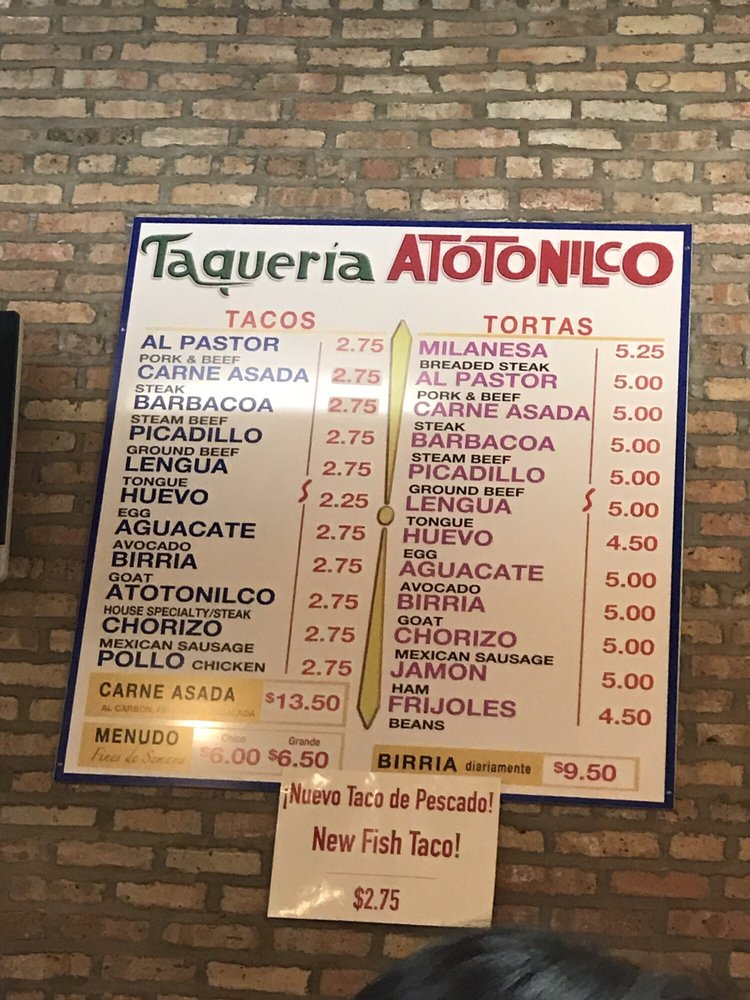 Taquería ATOTONILCO
TACOS
AL PASTOR 2.75
PORK & BEEF
CARNE ASADA 2.75
STEAK
BARBACOA 2.75
STEAM BEEF
PICADILLO 2.75
GROUND BEEF
LENGUA 2.75
TONGUE
HUEVO 2.25
EGG
AGUACATE 2.75
AVOCADO
BIRRIA 2.75
GOAT
ATOTONILCO 2.75
HOUSE SPECIALTY/STEAK
CHORIZO 2.75
MEXICAN SAUSAGE
POLLO CHICKEN 2.75
CARNE ASADA $13.50
AL CARBON, ENSALADA
MENUDO Chico Grande
Fines de Semana $6.00 $6.50
TORTAS
MILANESA 5.25
BREADED STEAK
AL PASTOR 5.00
PORK & BEEF
CARNE ASADA 5.00
STEAK
BARBACOA 5.00
STEAM BEEF
PICADILLO 5.00
GROUND BEEF
LENGUA 5.00
TONGUE
HUEVO 4.50
EGG
AGUACATE 5.00
AVOCADO
BIRRIA 5.00
GOAT
CHORIZO 5.00
MEXICAN SAUSAGE
JAMON 5.00
HAM
FRIJOLES 4.50
BEANS
BIRRIA diariamente $9.50
¡Nuevo Taco de Pescado!
New Fish Taco!
$2.75